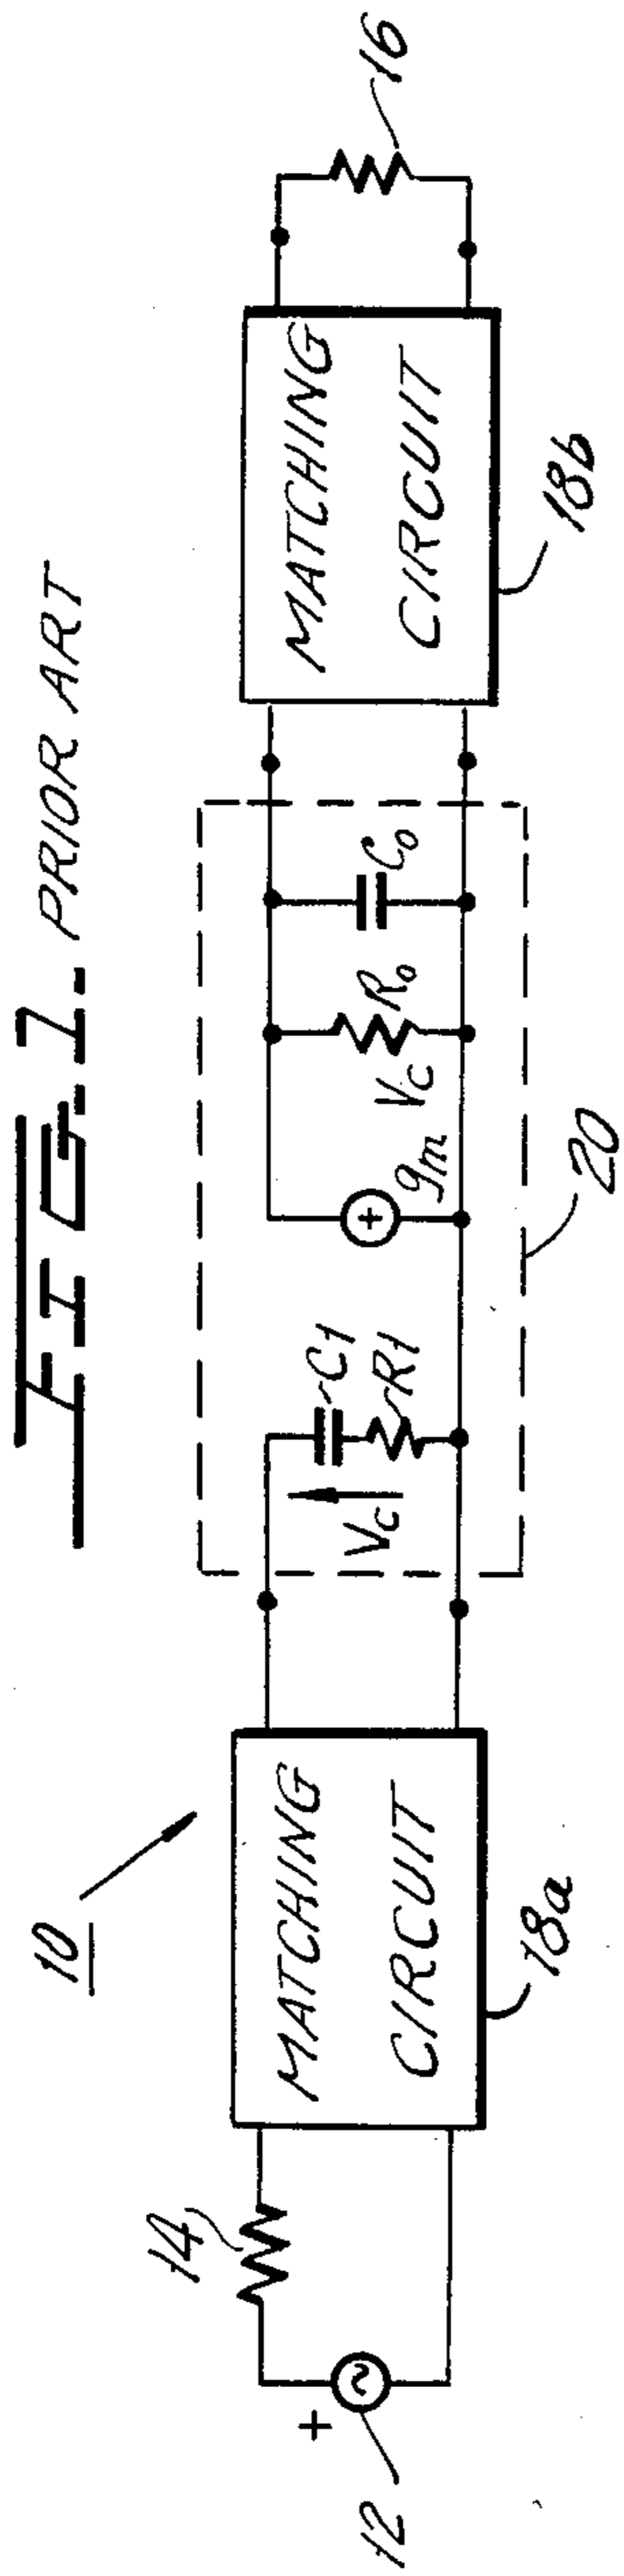 FIG.1. PRIOR ART
10
14
+
12
MATCHING
CIRCUIT
18a
Vc
C1
R1
+
gm Vc
Ro
Co
20
MATCHING
CIRCUIT
18b
16